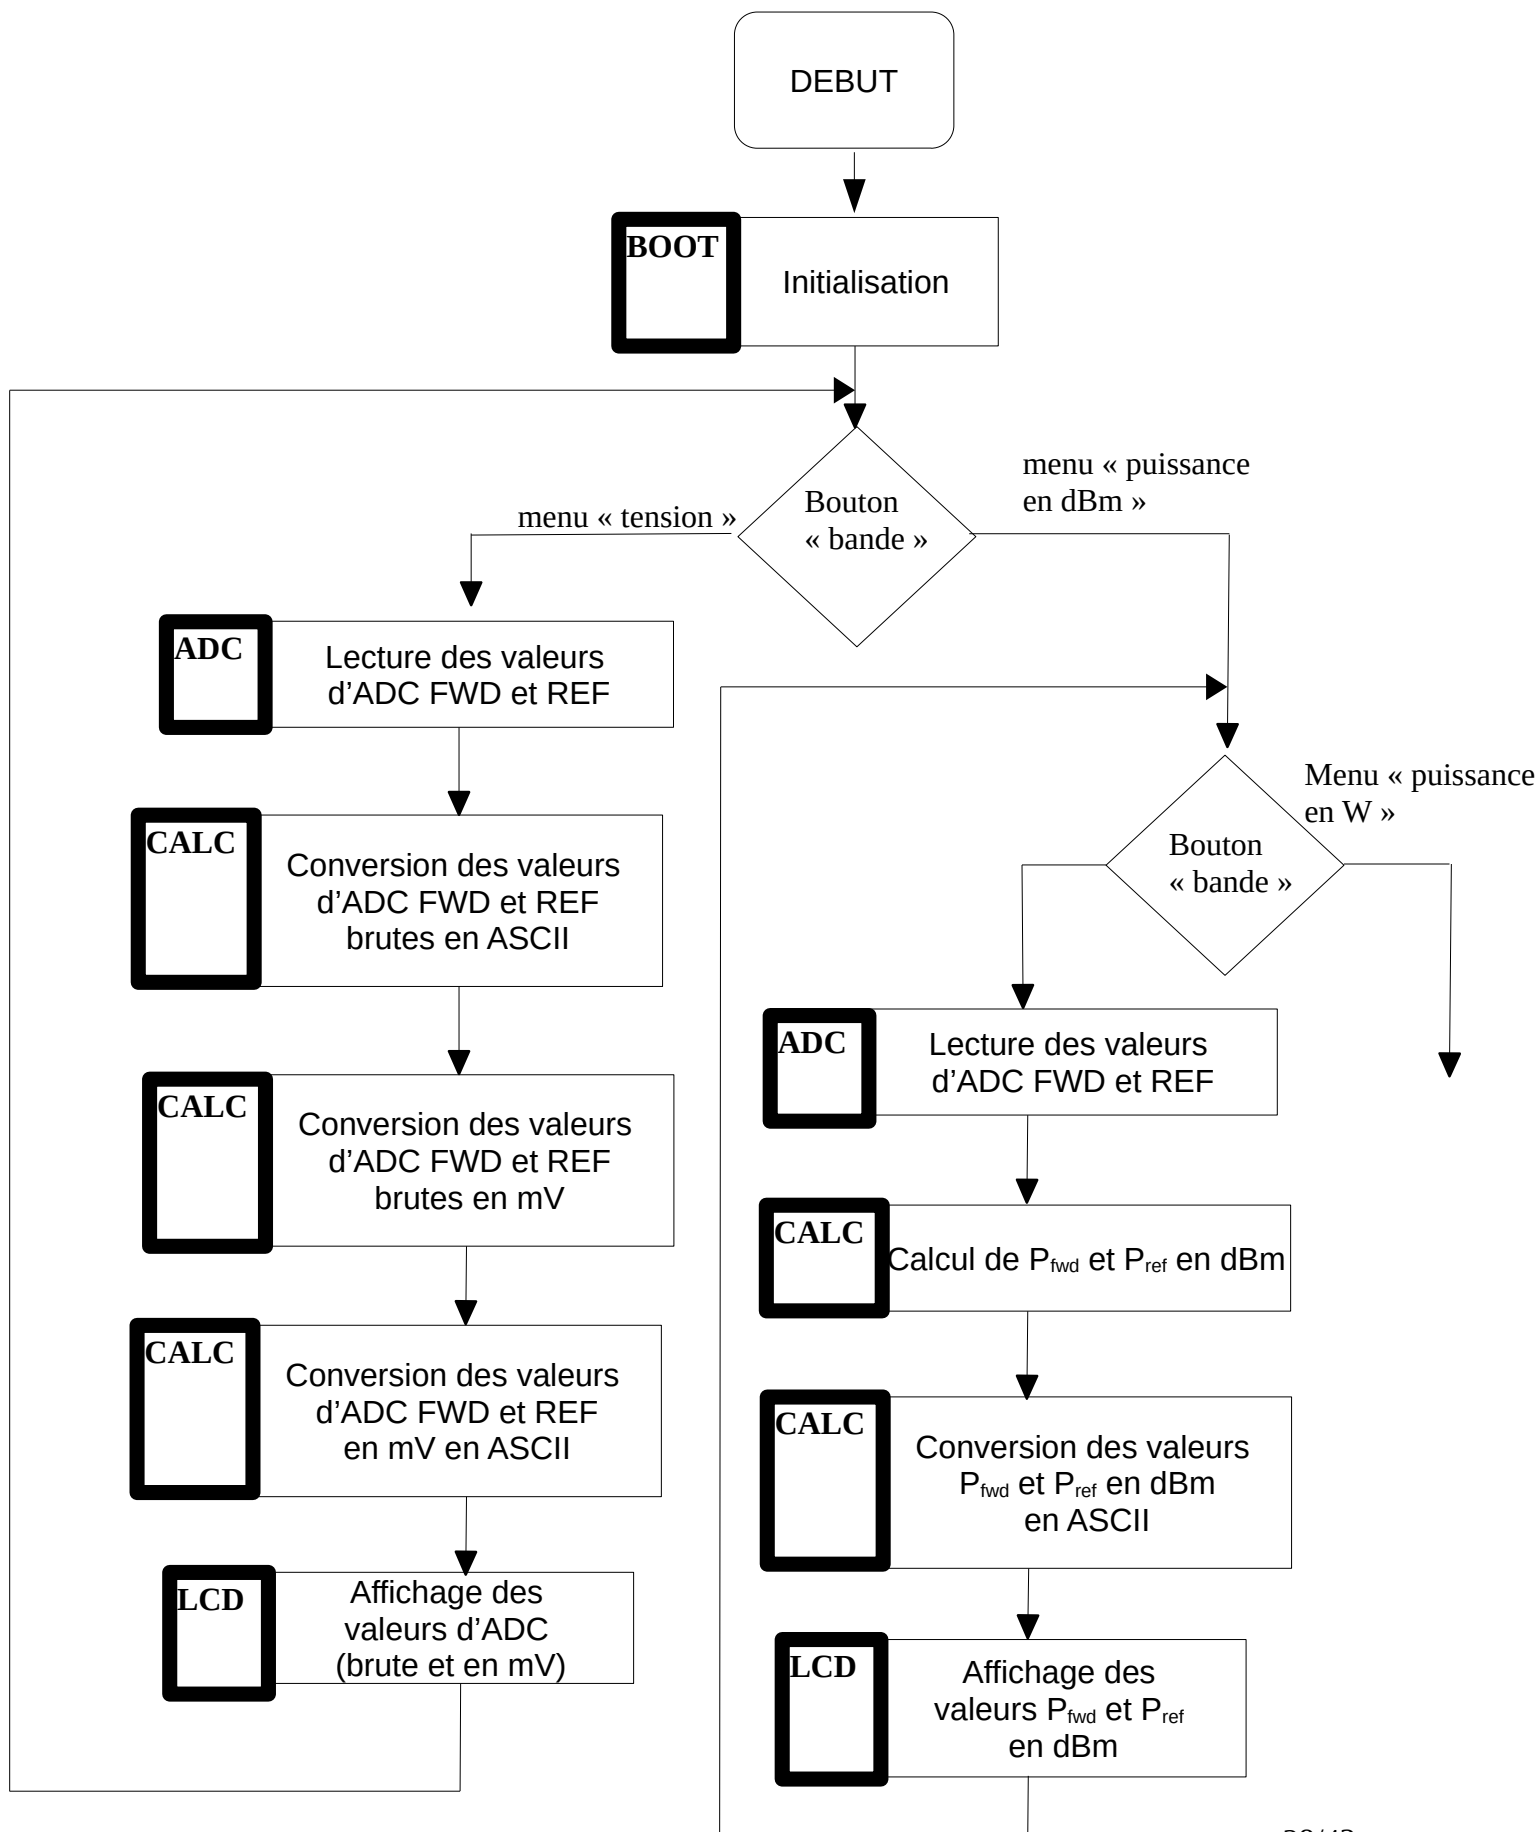 DEBUT
BOOT
Initialisation
menu « tension »
Bouton
« bande »
menu « puissance
en dBm »
ADC
Lecture des valeurs
d’ADC FWD et REF
CALC
Conversion des valeurs
d’ADC FWD et REF
brutes en ASCII
CALC
Conversion des valeurs
d’ADC FWD et REF
brutes en mV
CALC
Conversion des valeurs
d’ADC FWD et REF
en mV en ASCII
LCD
Affichage des
valeurs d’ADC
(brute et en mV)
Bouton
« bande »
Menu « puissance
en W »
ADC
Lecture des valeurs
d’ADC FWD et REF
CALC
Calcul de Pfwd et Pref en dBm
CALC
Conversion des valeurs
Pfwd et Pref en dBm
en ASCII
LCD
Affichage des
valeurs Pfwd et Pref
en dBm